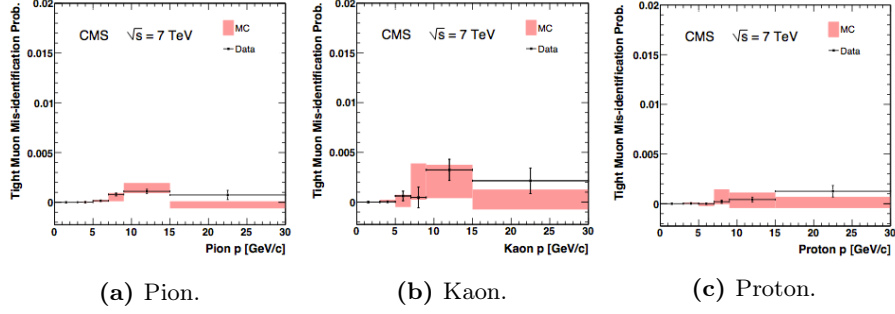 Tight Muon Mis-identification Prob.
0.02
0.015
0.01
0.005
0
CMS √s = 7 TeV
MC
Data
0 5 10 15 20 25 30
Pion p [GeV/c]
(a) Pion.
Tight Muon Mis-identification Prob.
0.02
0.015
0.01
0.005
0
CMS √s = 7 TeV
MC
Data
0 5 10 15 20 25 30
Kaon p [GeV/c]
(b) Kaon.
Tight Muon Mis-identification Prob.
0.02
0.015
0.01
0.005
0
CMS √s = 7 TeV
MC
Data
0 5 10 15 20 25 30
Proton p [GeV/c]
(c) Proton.